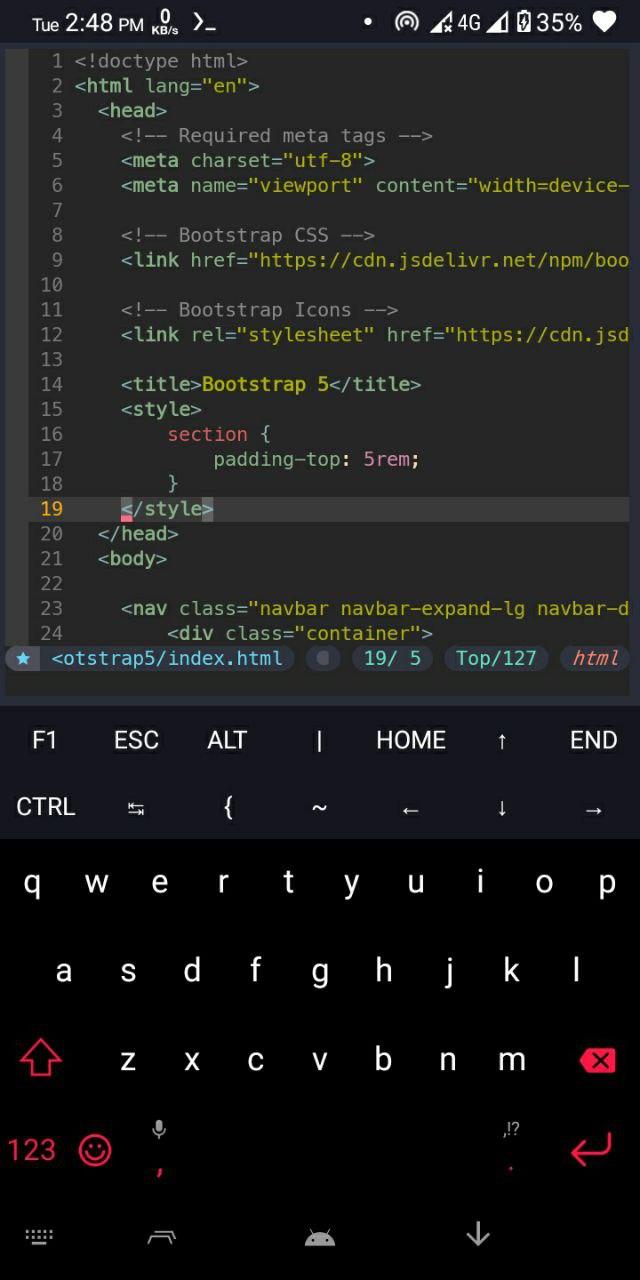 Tue 2:48 PM 0 KB/s 4G 35%
1 <!doctype html>
2 <html lang="en">
3 <head>
4 <!-- Required meta tags -->
5 <meta charset="utf-8">
6 <meta name="viewport" content="width=device-
7
8 <!-- Bootstrap CSS -->
9 <link href="https://cdn.jsdelivr.net/npm/boo
10
11 <!-- Bootstrap Icons -->
12 <link rel="stylesheet" href="https://cdn.jsd
13
14 <title>Bootstrap 5</title>
15 <style>
16 section {
17 padding-top: 5rem;
18 }
19 </style>
20 </head>
21 <body>
22
23 <nav class="navbar navbar-expand-lg navbar-d
24 <div class="container">
<otstrap5/index.html 19/ 5 Top/127 html
F1 ESC ALT | HOME ↑ END
CTRL ↹ { ~ ← ↓ →
q w e r t y u i o p
a s d f g h j k l
z x c v b n m
,!?
123 , .